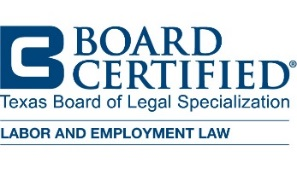 BOARD
CERTIFIED®
Texas Board of Legal Specialization
LABOR AND EMPLOYMENT LAW